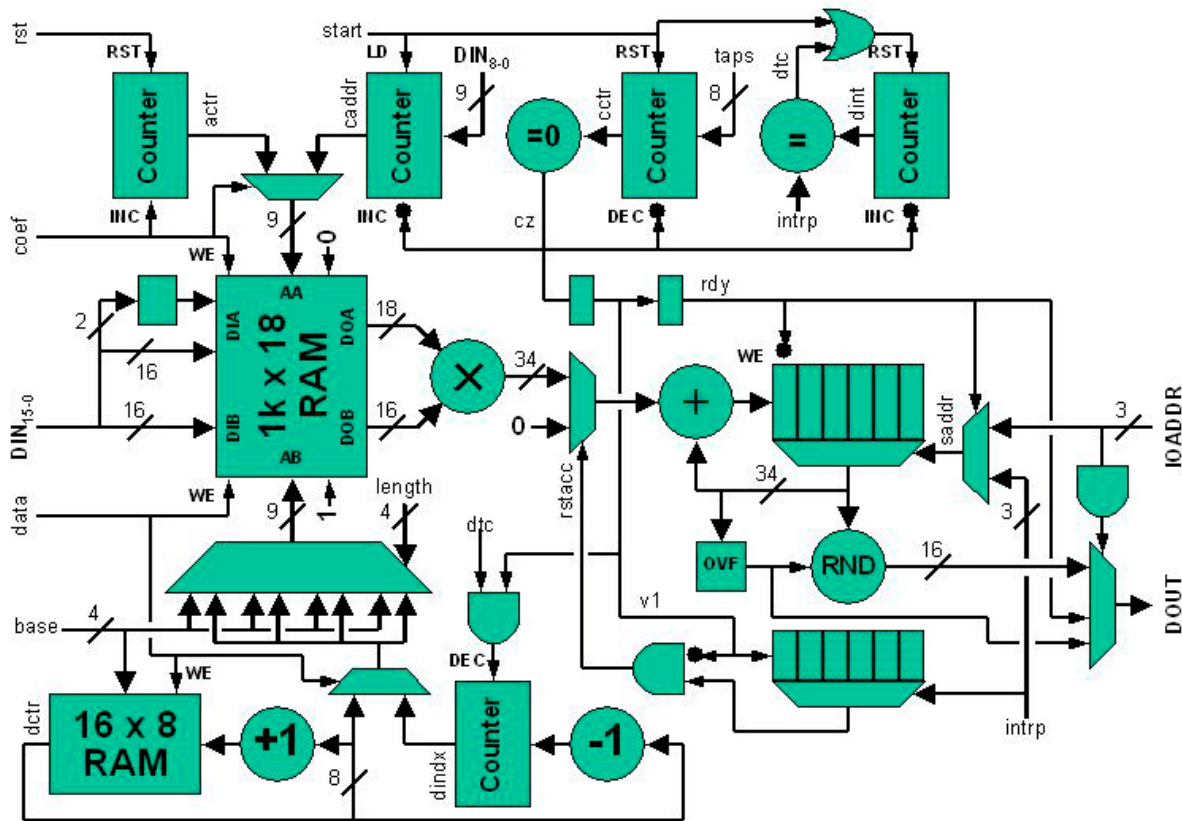 rst
start
RST
LD
DIN8-0
RST
taps
dtc
RST
Counter
actr
caddr
Counter
9
=0
cctr
Counter
8
=
dint
Counter
INC
coef
9
0
INC
cz
DEC
intrp
INC
WE
AA
2
DIA
1k x 18 RAM
DOA
18
rdy
16
X
34
WE
+
DIN15-0
16
DIB
DOB
16
0
saddr
3
IOADDR
AB
data
WE
9
1
length
4
rstacc
34
3
dtc
OVF
RND
16
v1
DOUT
base
4
WE
DEC
dctr
16 x 8
RAM
+1
8
dindx
Counter
-1
intrp